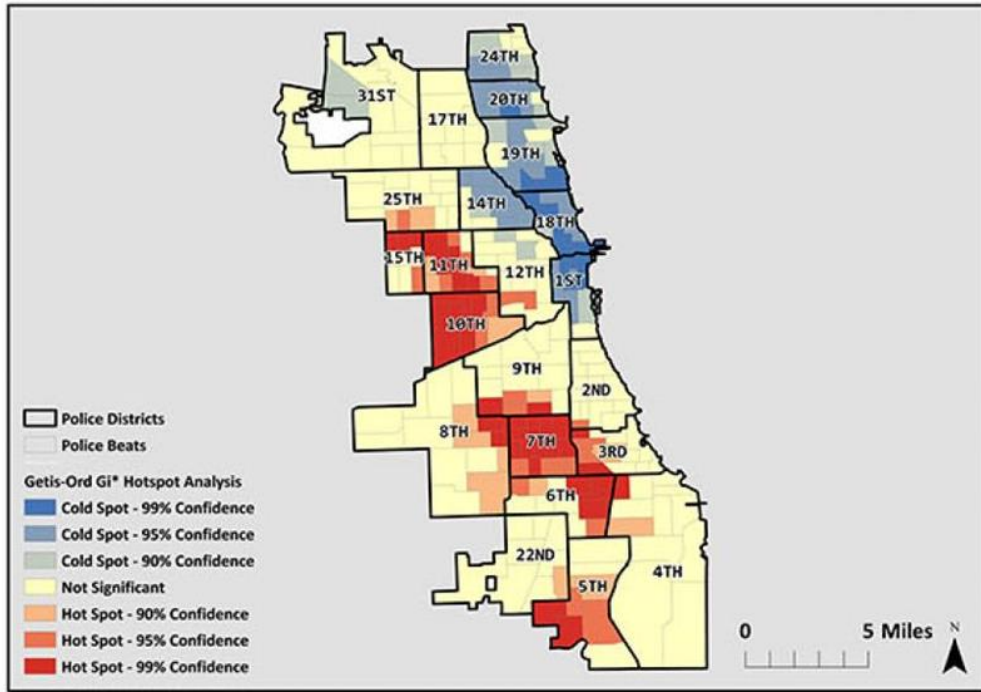 24TH
31ST
20TH
17TH
19TH
25TH
14TH
18TH
15TH
11TH
12TH
1ST
10TH
9TH
2ND
8TH
7TH
3RD
6TH
22ND
5TH
4TH
Police Districts
Police Beats
Getis-Ord Gi* Hotspot Analysis
Cold Spot - 99% Confidence
Cold Spot - 95% Confidence
Cold Spot - 90% Confidence
Not Significant
Hot Spot - 90% Confidence
Hot Spot - 95% Confidence
Hot Spot - 99% Confidence
0 5 Miles
N